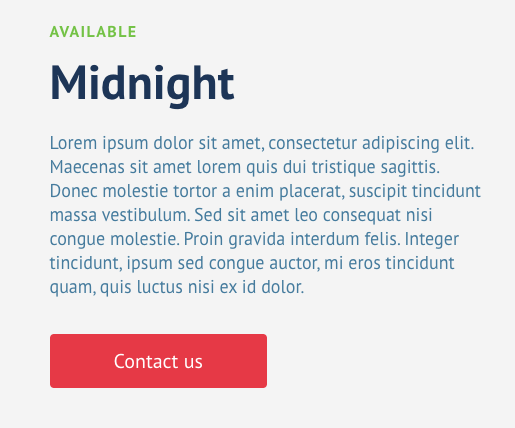 AVAILABLE
Midnight
Lorem ipsum dolor sit amet, consectetur adipiscing elit.
Maecenas sit amet lorem quis dui tristique sagittis.
Donec molestie tortor a enim placerat, suscipit tincidunt
massa vestibulum. Sed sit amet leo consequat nisi
congue molestie. Proin gravida interdum felis. Integer
tincidunt, ipsum sed congue auctor, mi eros tincidunt
quam, quis luctus nisi ex id dolor.
Contact us